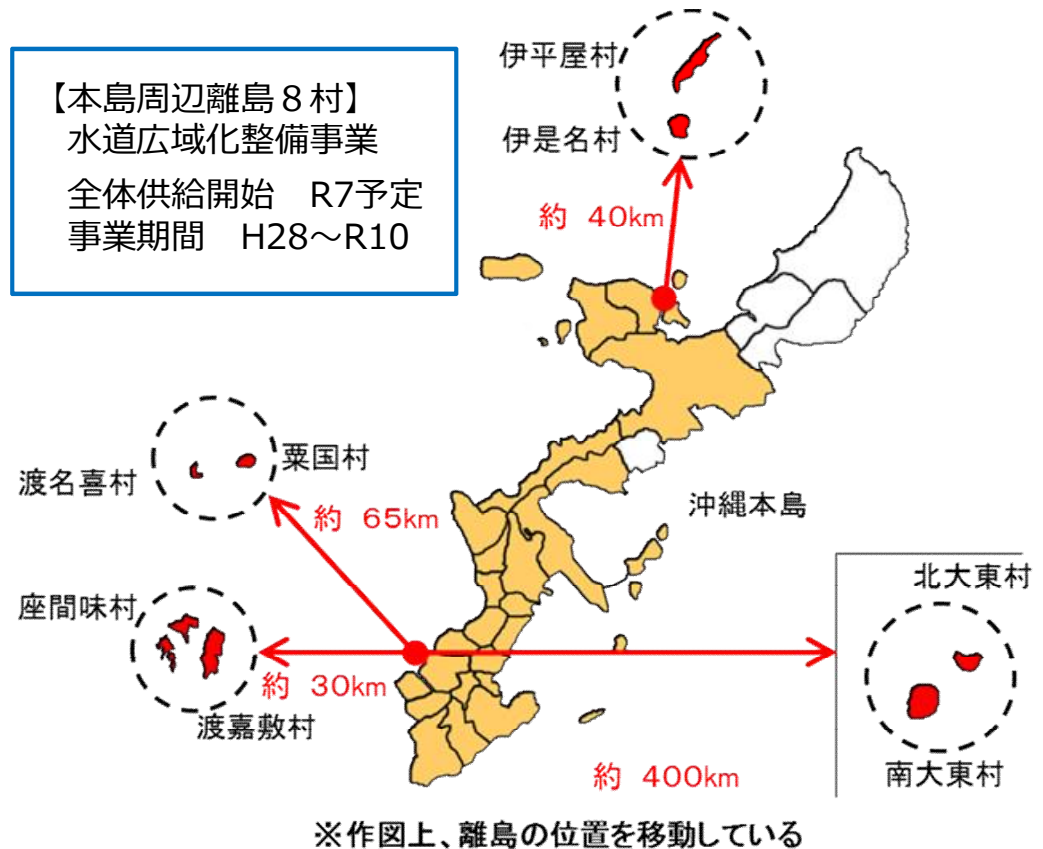 【本島周辺離島８村】
水道広域化整備事業
全体供給開始　R7予定
事業期間　H28～R10
伊平屋村
伊是名村
約 40km
粟国村
渡名喜村
約 65km
沖縄本島
座間味村
約 30km
渡嘉敷村
北大東村
南大東村
約 400km
※作図上、離島の位置を移動している